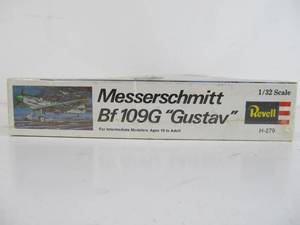 Messerschmitt
Bf 109G "Gustav"
For Intermediate Modelers: Ages 10 to Adult
1/32 Scale
Revell
H-279